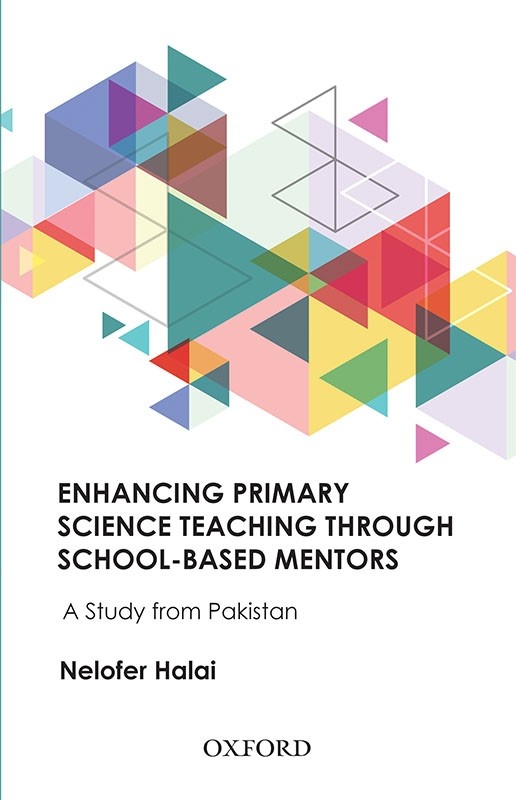 ENHANCING PRIMARY
SCIENCE TEACHING THROUGH
SCHOOL-BASED MENTORS
A Study from Pakistan
Nelofer Halai
OXFORD